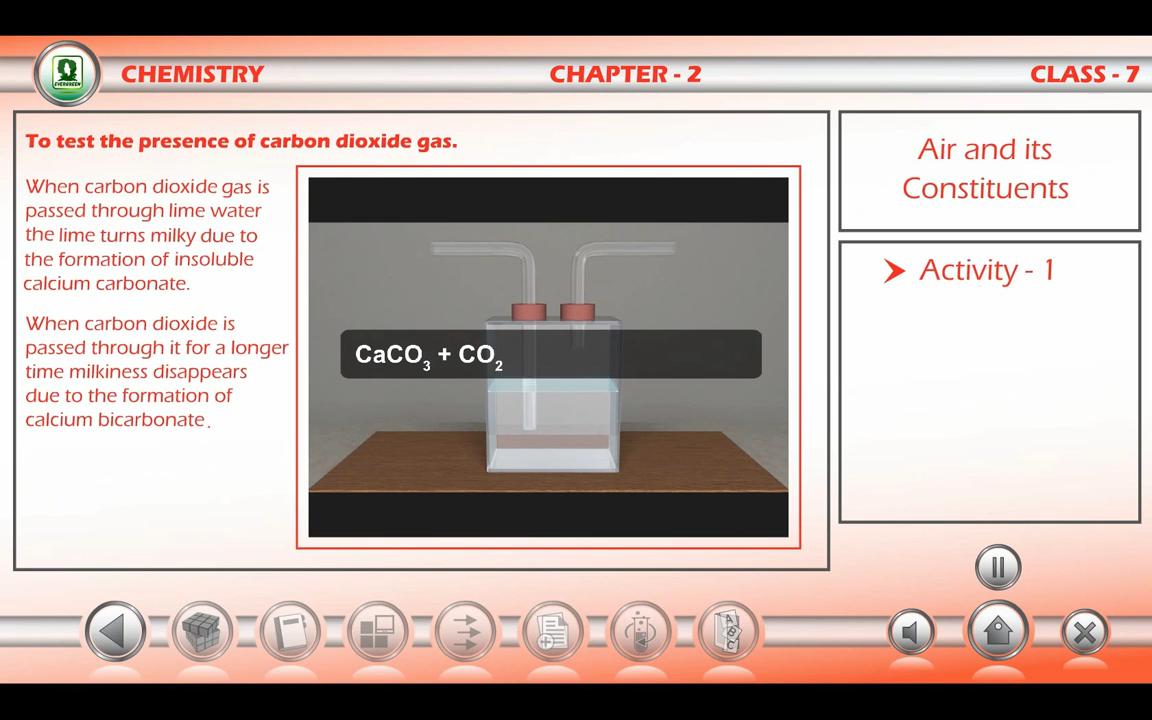 EVERGREEN
CHEMISTRY
CHAPTER - 2
CLASS - 7
To test the presence of carbon dioxide gas.
When carbon dioxide gas is
passed through lime water
the lime turns milky due to
the formation of insoluble
calcium carbonate.
When carbon dioxide is
passed through it for a longer
time milkiness disappears
due to the formation of
calcium bicarbonate.
CaCO₃ + CO₂
Air and its
Constituents
Activity - 1
A
B
C